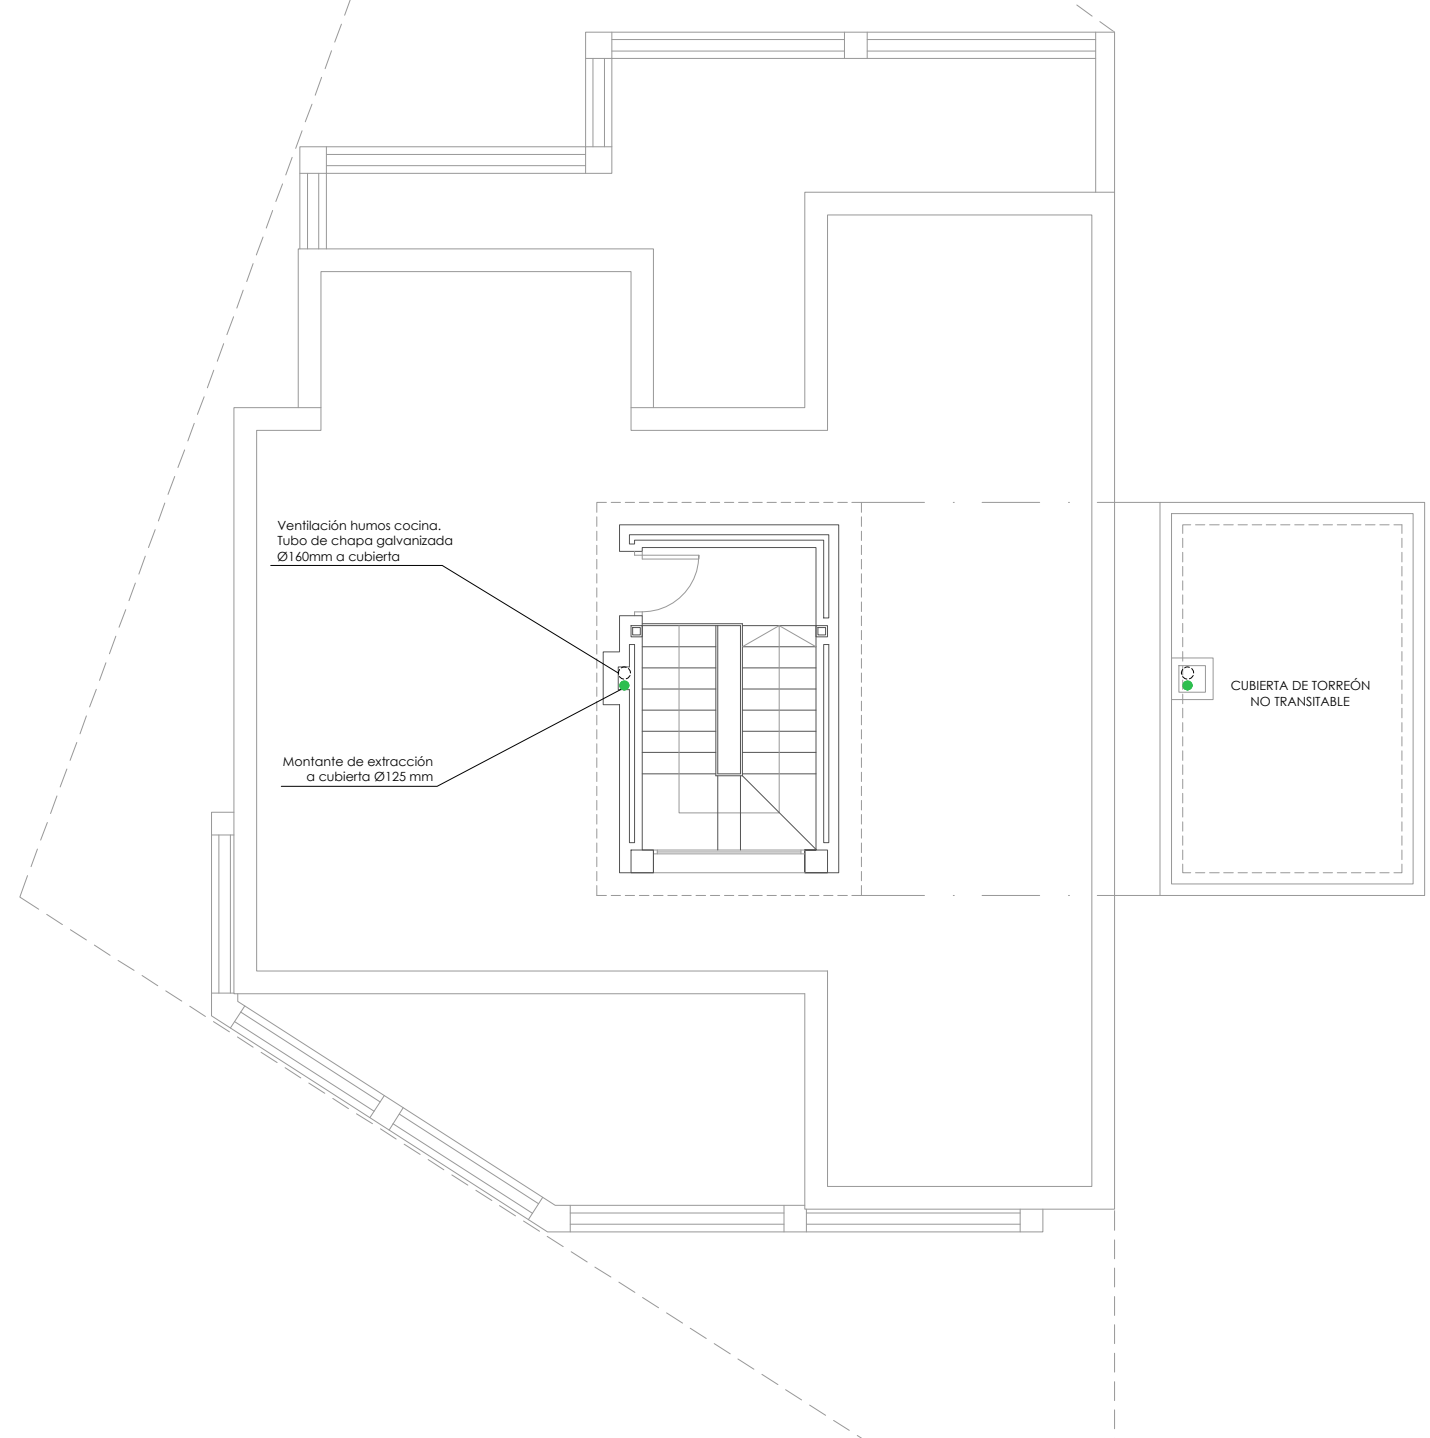 Ventilación humos cocina.
Tubo de chapa galvanizada
Ø160mm a cubierta
Montante de extracción
a cubierta Ø125 mm
CUBIERTA DE TORREÓN
NO TRANSITABLE